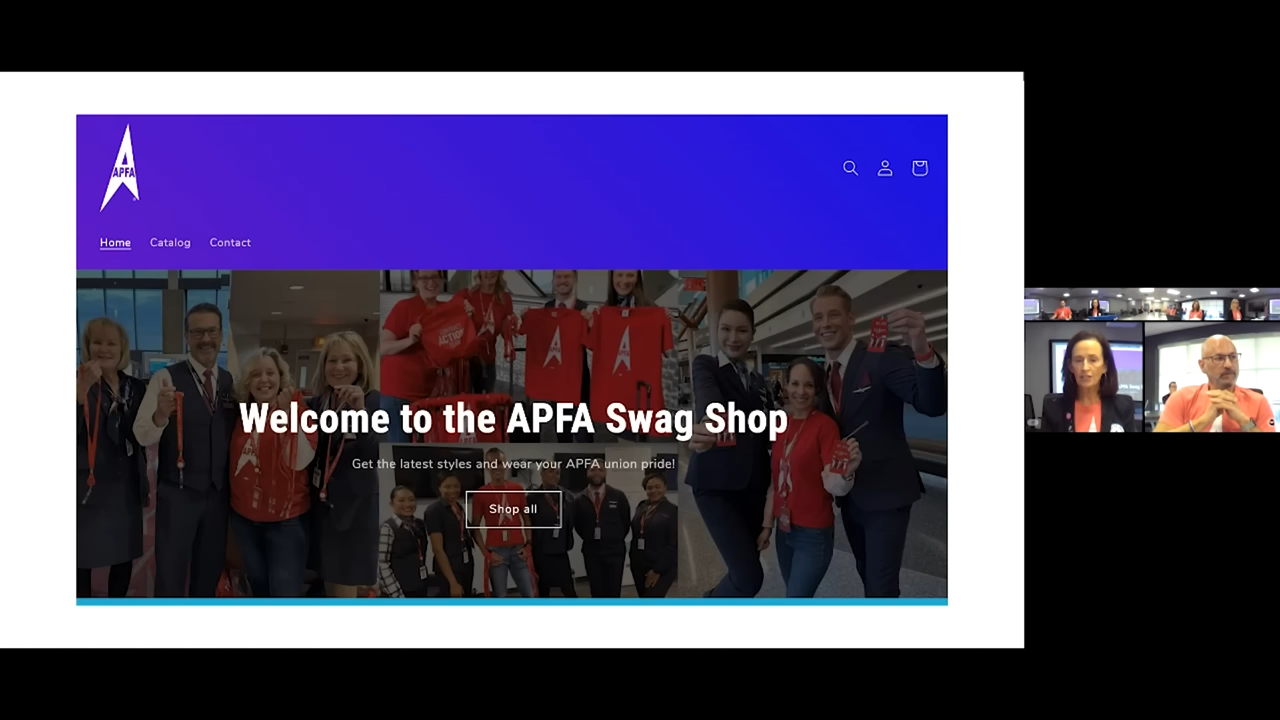 APFA
Home Catalog Contact
ACTION
Welcome to the APFA Swag Shop
Get the latest styles and wear your APFA union pride!
Shop all